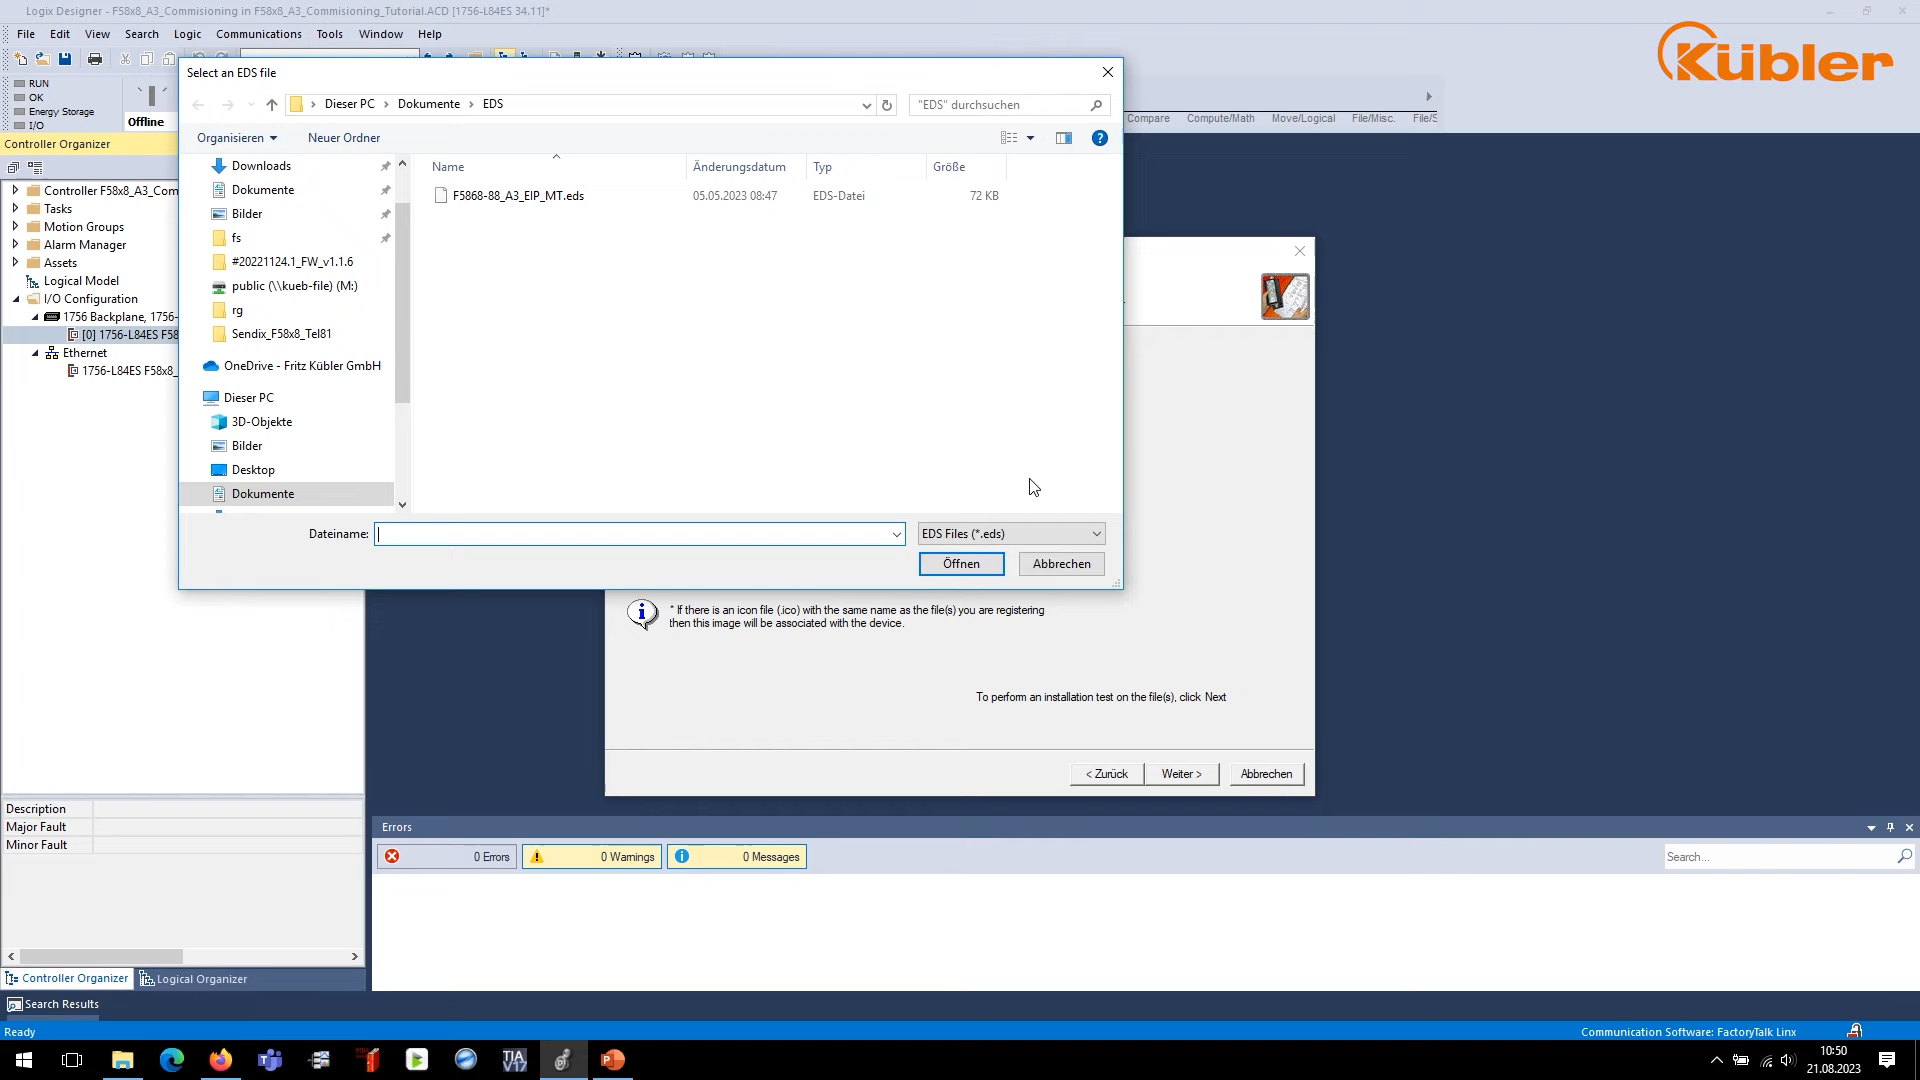 Logix Designer - F58x8_A3_Commisioning in F58x8_A3_Commisioning_Tutorial.ACD [1756-L84ES 34.11]*
File Edit View Search Logic Communications Tools Window Help
Kübler
RUN
OK
Energy Storage
I/O
Offline
Compare Compute/Math Move/Logical File/Misc. File/S
Controller Organizer
Controller F58x8_A3_Com
Tasks
Motion Groups
Alarm Manager
Assets
Logical Model
I/O Configuration
1756 Backplane, 1756-
[0] 1756-L84ES F58
Ethernet
1756-L84ES F58x8_
Select an EDS file
Dieser PC > Dokumente > EDS
"EDS" durchsuchen
Organisieren Neuer Ordner
Downloads
Dokumente
Bilder
fs
#20221124.1_FW_v1.1.6
public (\\kueb-file) (M:)
rg
Sendix_F58x8_Tel81
OneDrive - Fritz Kübler GmbH
Dieser PC
3D-Objekte
Bilder
Desktop
Dokumente
Name Änderungsdatum Typ Größe
F5868-88_A3_EIP_MT.eds 05.05.2023 08:47 EDS-Datei 72 KB
Dateiname:
EDS Files (*.eds)
Öffnen Abbrechen
* If there is an icon file (.ico) with the same name as the file(s) you are registering
then this image will be associated with the device.
To perform an installation test on the file(s), click Next
< Zurück Weiter > Abbrechen
Description
Major Fault
Minor Fault
Controller Organizer Logical Organizer
Errors
0 Errors 0 Warnings 0 Messages
Search...
Search Results
Ready
Communication Software: FactoryTalk Linx
TIA
V17
10:50
21.08.2023